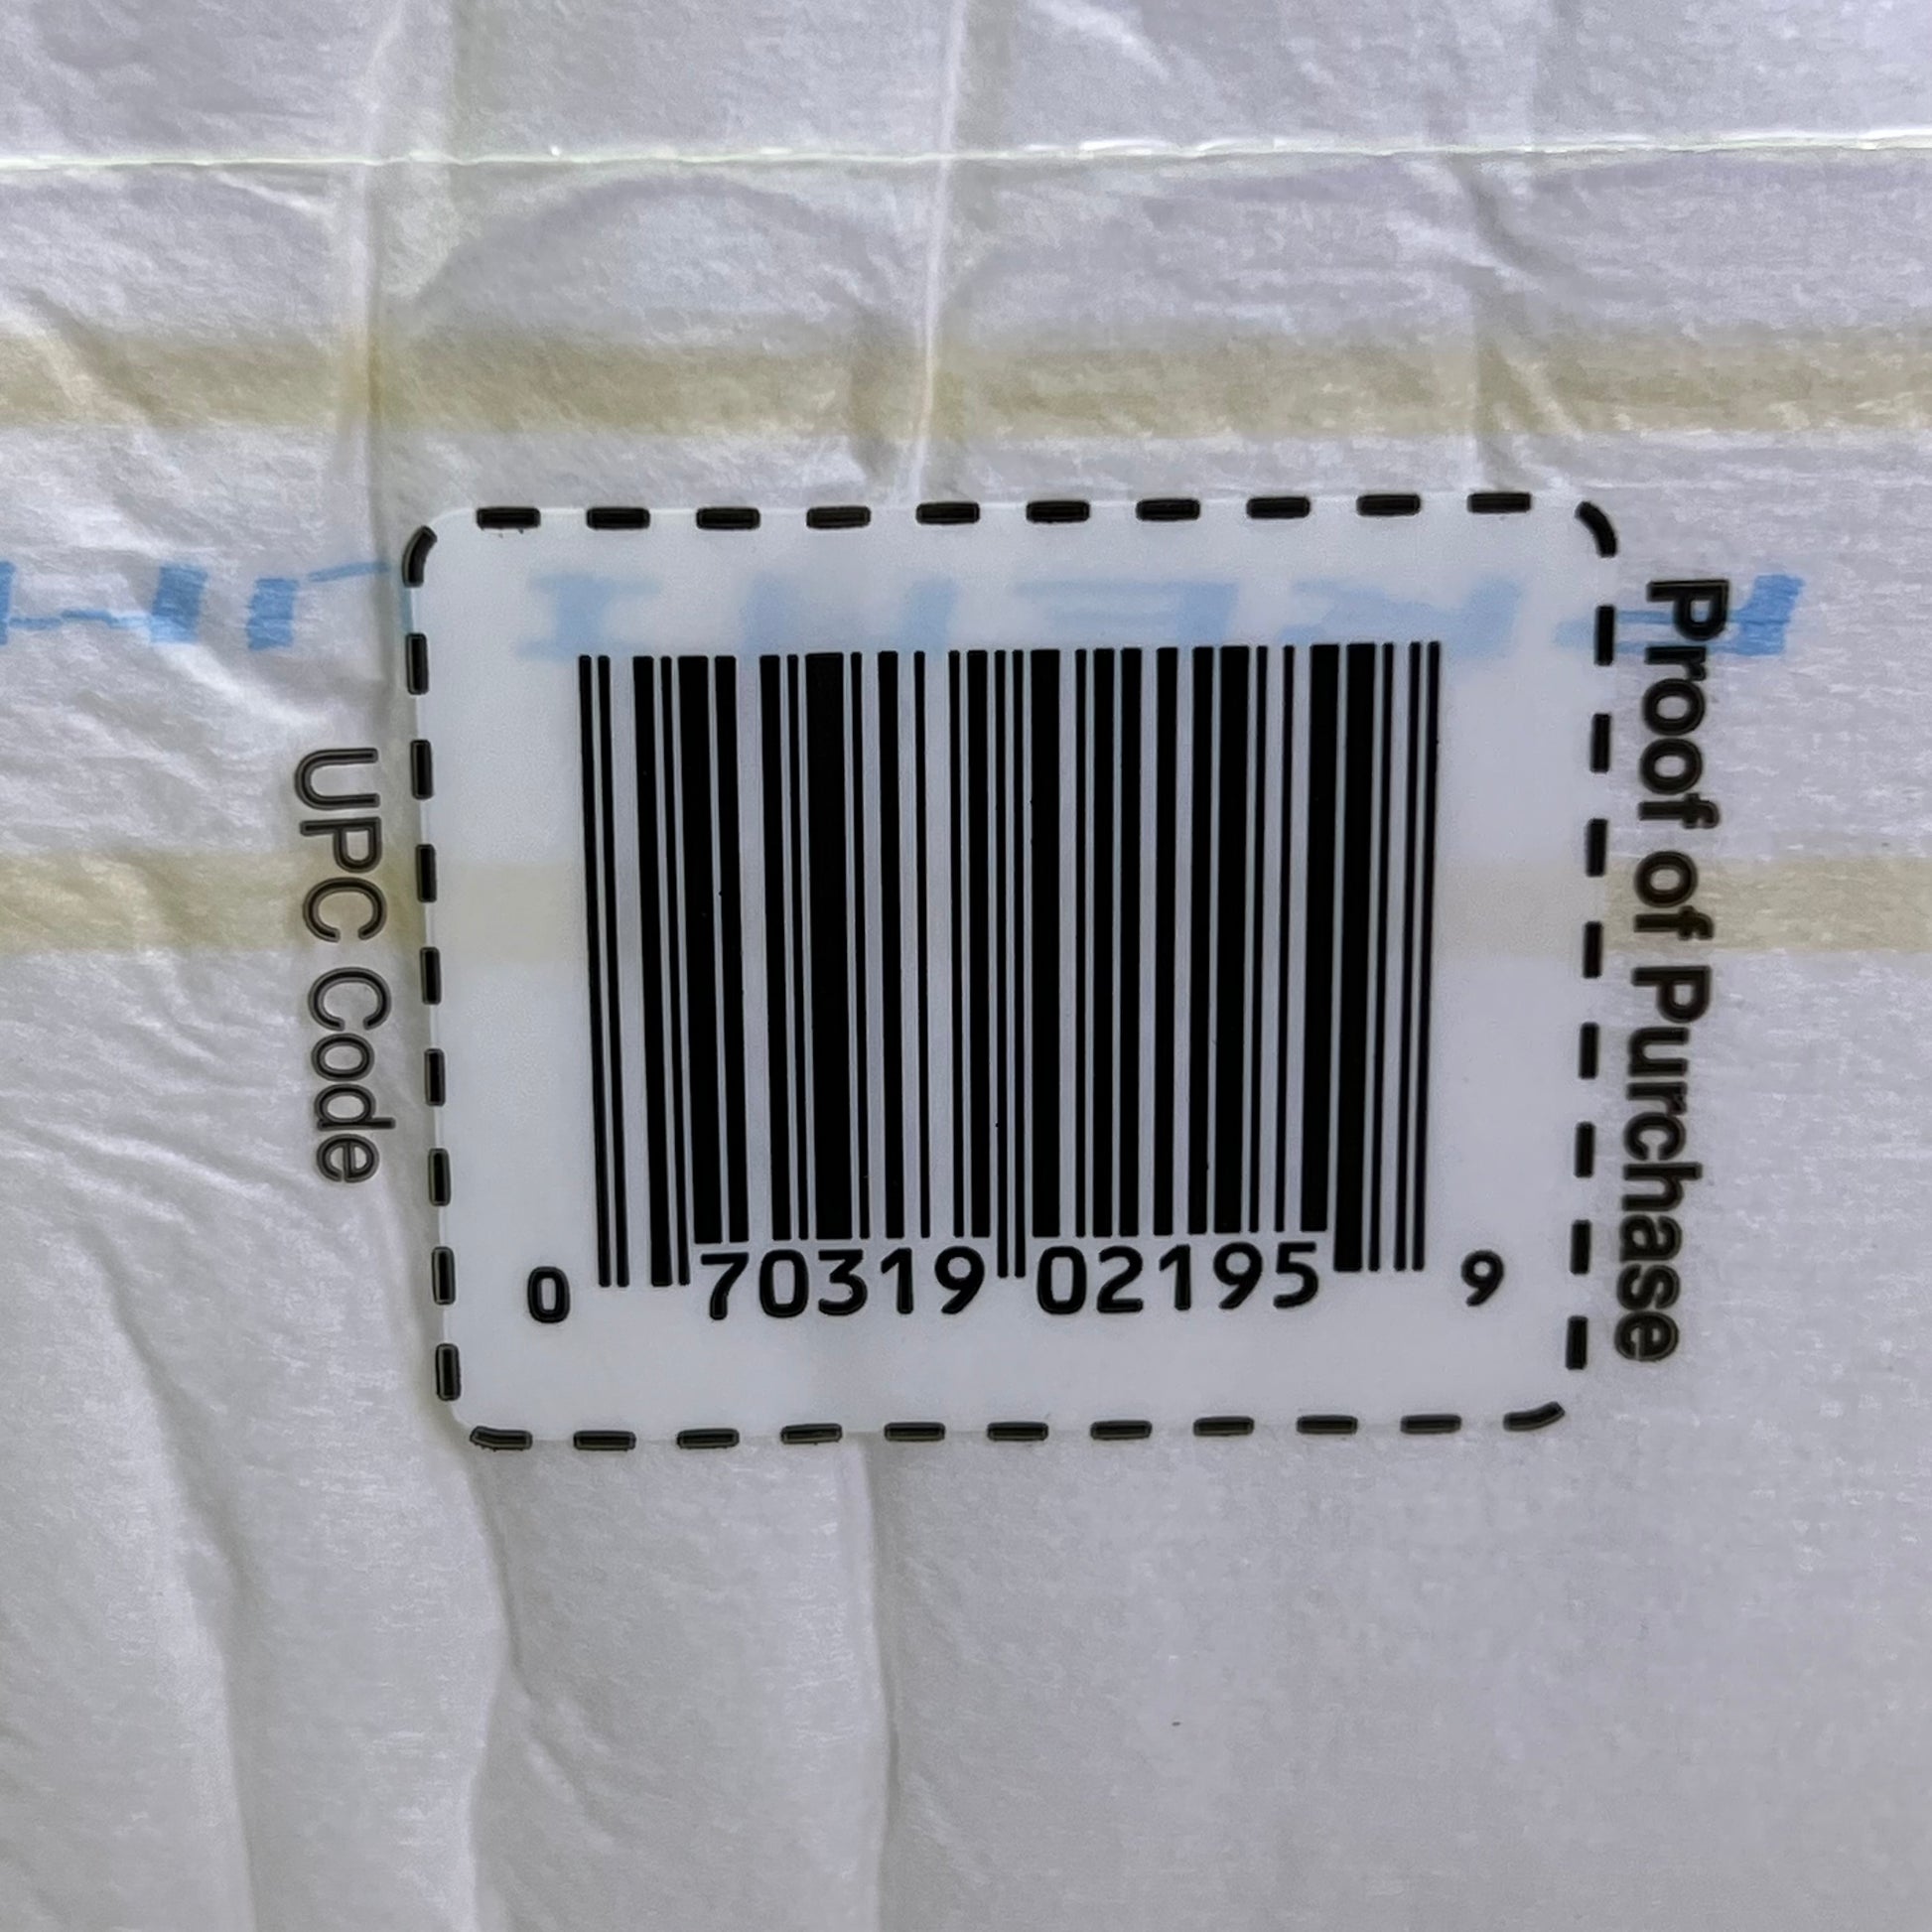 Proof of Purchase
UPC Code
0 70319 02195 9